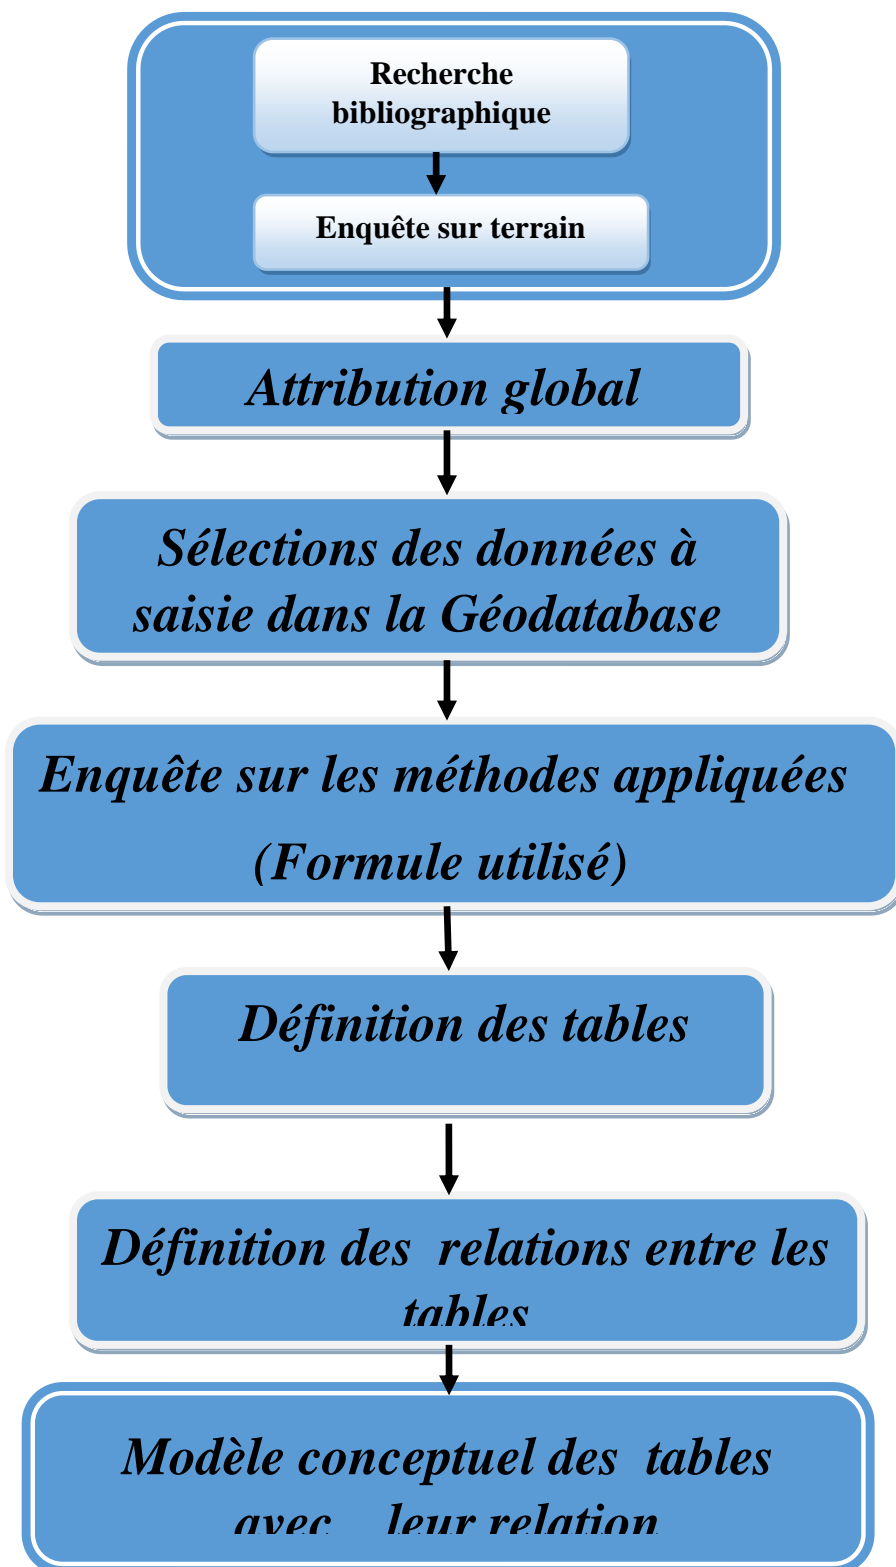 Recherche
bibliographique
Enquête sur terrain
Attribution global
Sélections des données à
saisie dans la Géodatabase
Enquête sur les méthodes appliquées
(Formule utilisé)
Définition des tables
Définition des relations entre les
tables
Modèle conceptuel des tables
avec leur relation